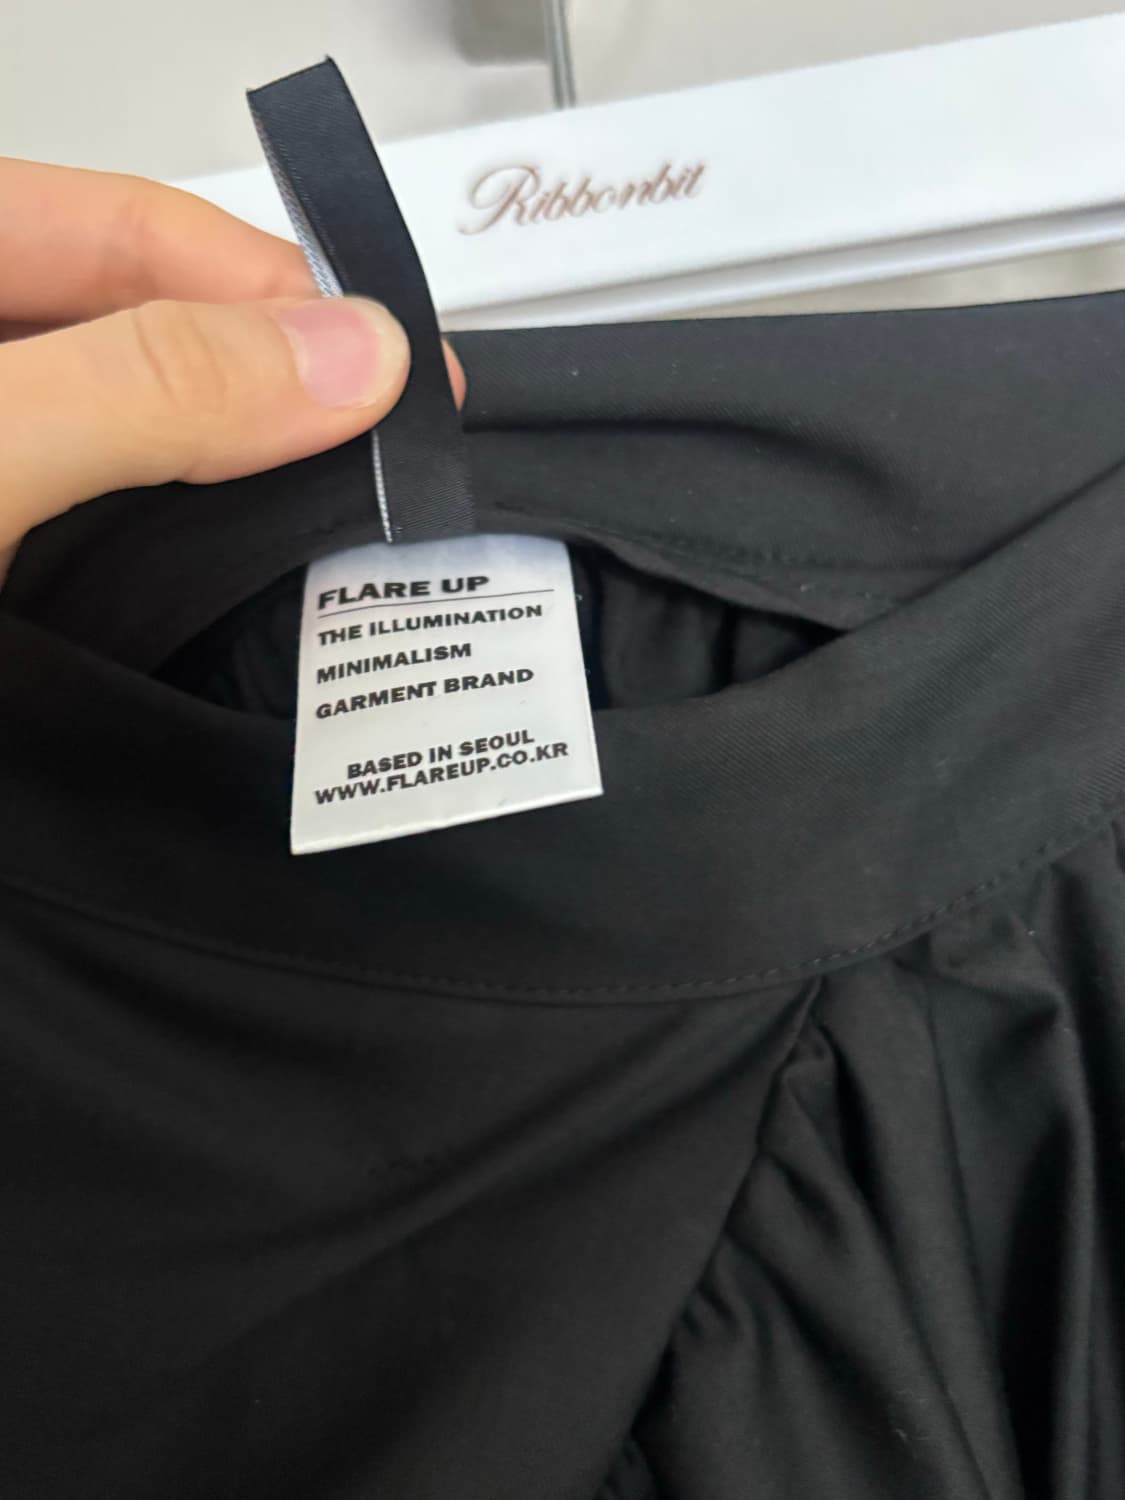 Ribbonbit
FLARE UP
THE ILLUMINATION
MINIMALISM
GARMENT BRAND
BASED IN SEOUL
WWW.FLAREUP.CO.KR